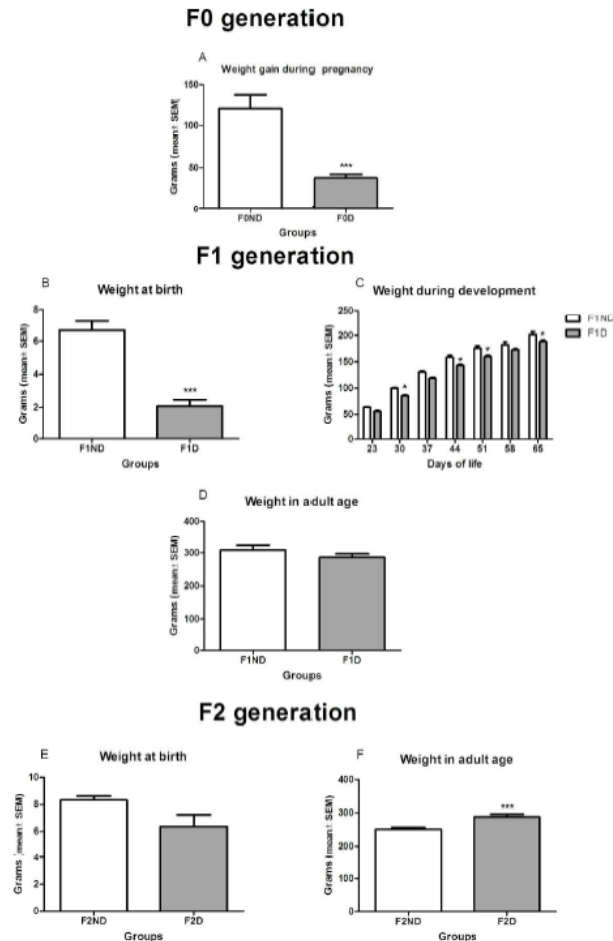 F0 generation
A
Weight gain during pregnancy
Grams (mean± SEM)
150
100
50
0
***
F0ND
F0D
Groups
F1 generation
B
Weight at birth
Grams (mean± SEM)
8
6
4
2
0
***
F1ND
F1D
Groups
C
Weight during development
Grams (mean± SEM)
250
200
150
100
50
0
*
*
*
*
23 30 37 44 51 58 65
Days of life
F1ND
F1D
D
Weight in adult age
Grams (mean± SEM)
400
300
200
100
0
F1ND
F1D
Groups
F2 generation
E
Weight at birth
Grams (mean± SEM)
10
8
6
4
2
0
F2ND
F2D
Groups
F
Weight in adult age
Grams (mean± SEM)
400
300
200
100
0
***
F2ND
F2D
Groups